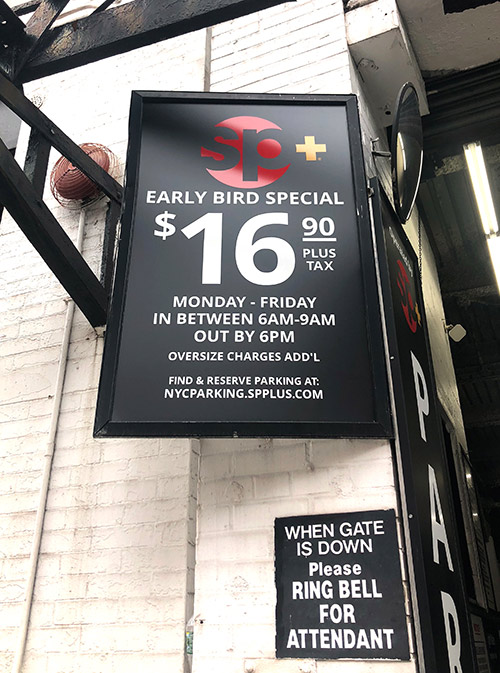 sp+
EARLY BIRD SPECIAL
$16 90
PLUS
TAX
MONDAY - FRIDAY
IN BETWEEN 6AM-9AM
OUT BY 6PM
OVERSIZE CHARGES ADD'L
FIND & RESERVE PARKING AT:
NYCPARKING.SPPLUS.COM
sp+
PAR
WHEN GATE
IS DOWN
Please
RING BELL
FOR
ATTENDANT